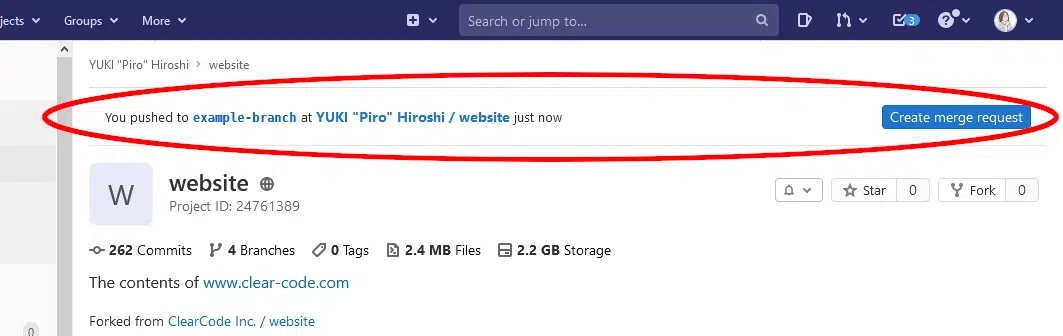 jects Groups More Search or jump to... 3
YUKI "Piro" Hiroshi > website
You pushed to example-branch at YUKI "Piro" Hiroshi / website just now Create merge request
W website
Project ID: 24761389
Star 0 Fork 0
262 Commits 4 Branches 0 Tags 2.4 MB Files 2.2 GB Storage
The contents of www.clear-code.com
Forked from ClearCode Inc. / website
0